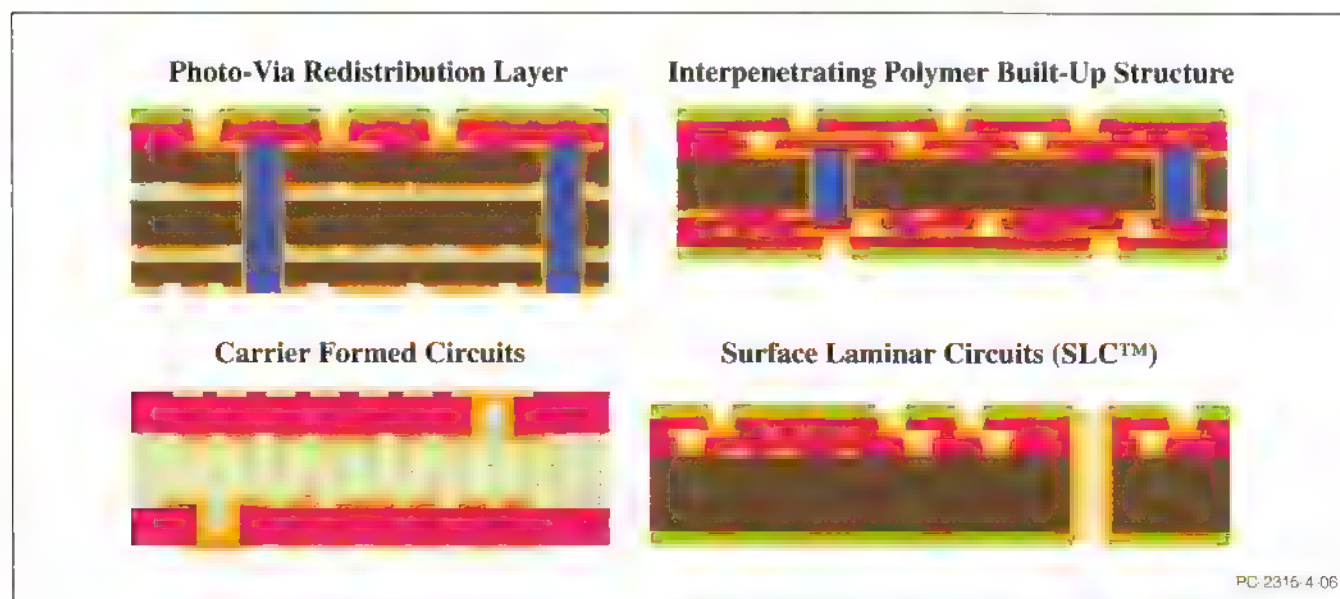 Photo-Via Redistribution Layer
Interpenetrating Polymer Built-Up Structure
Carrier Formed Circuits
Surface Laminar Circuits (SLC™)
PC-2315-4-06